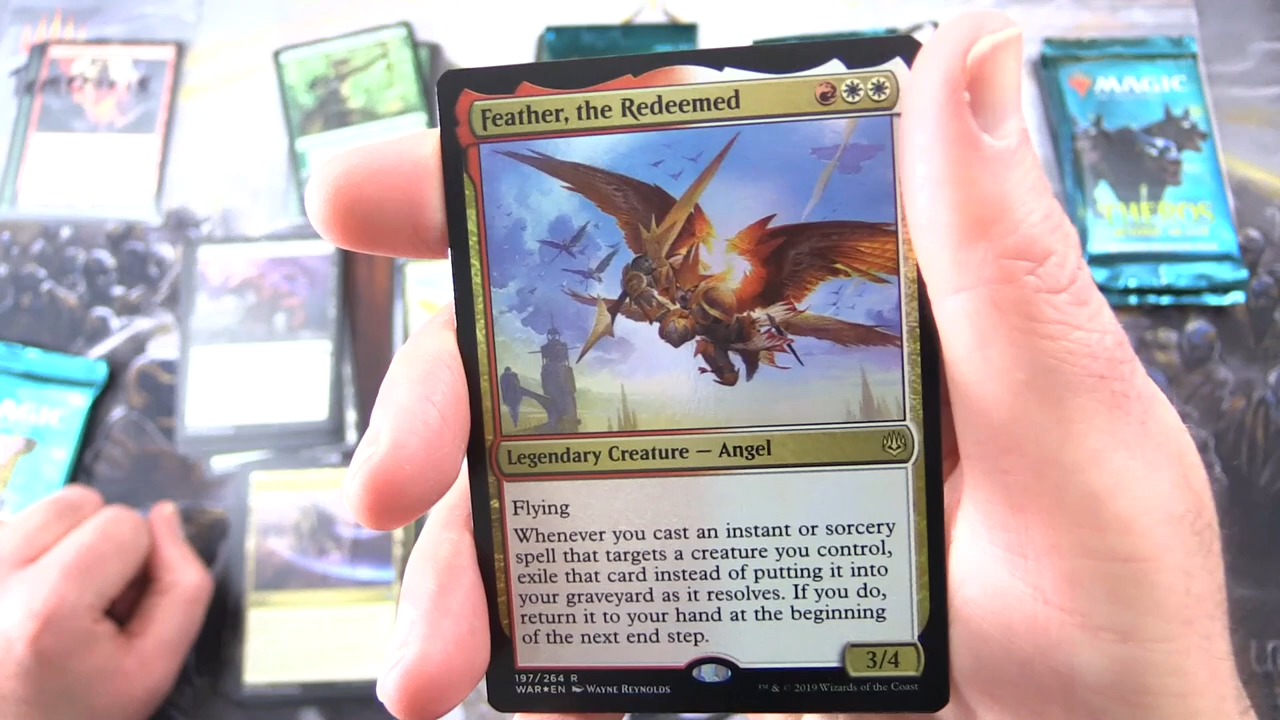 Feather, the Redeemed
Legendary Creature — Angel
Flying
Whenever you cast an instant or sorcery
spell that targets a creature you control,
exile that card instead of putting it into
your graveyard as it resolves. If you do,
return it to your hand at the beginning
of the next end step.
3/4
197/264 R
WAR★EN Wayne Reynolds
™ & © 2019 Wizards of the Coast
MAGIC
THEROS
AGIC